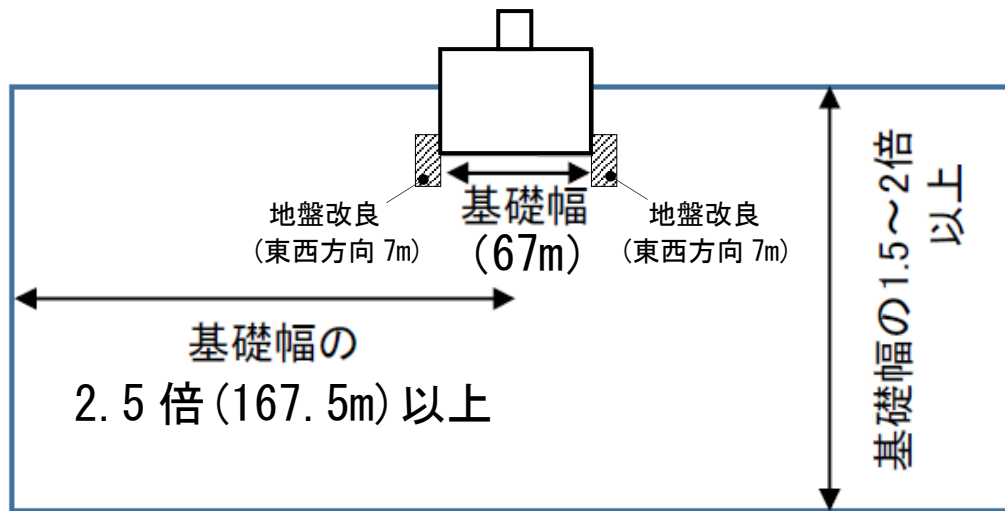 地盤改良
(東西方向 7m)
基礎幅
(67m)
地盤改良
(東西方向 7m)
基礎幅の
2.5 倍(167.5m)以上
基礎幅の1.5～2倍
以上